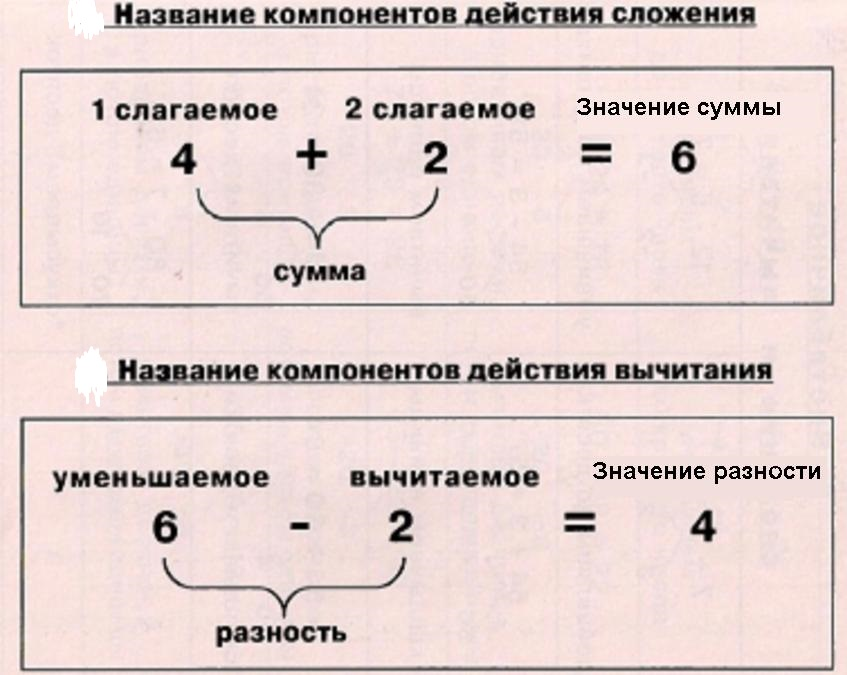 Название компонентов действия сложения
1 слагаемое 2 слагаемое Значение суммы
4 + 2 = 6
сумма
Название компонентов действия вычитания
уменьшаемое вычитаемое Значение разности
6 - 2 = 4
разность